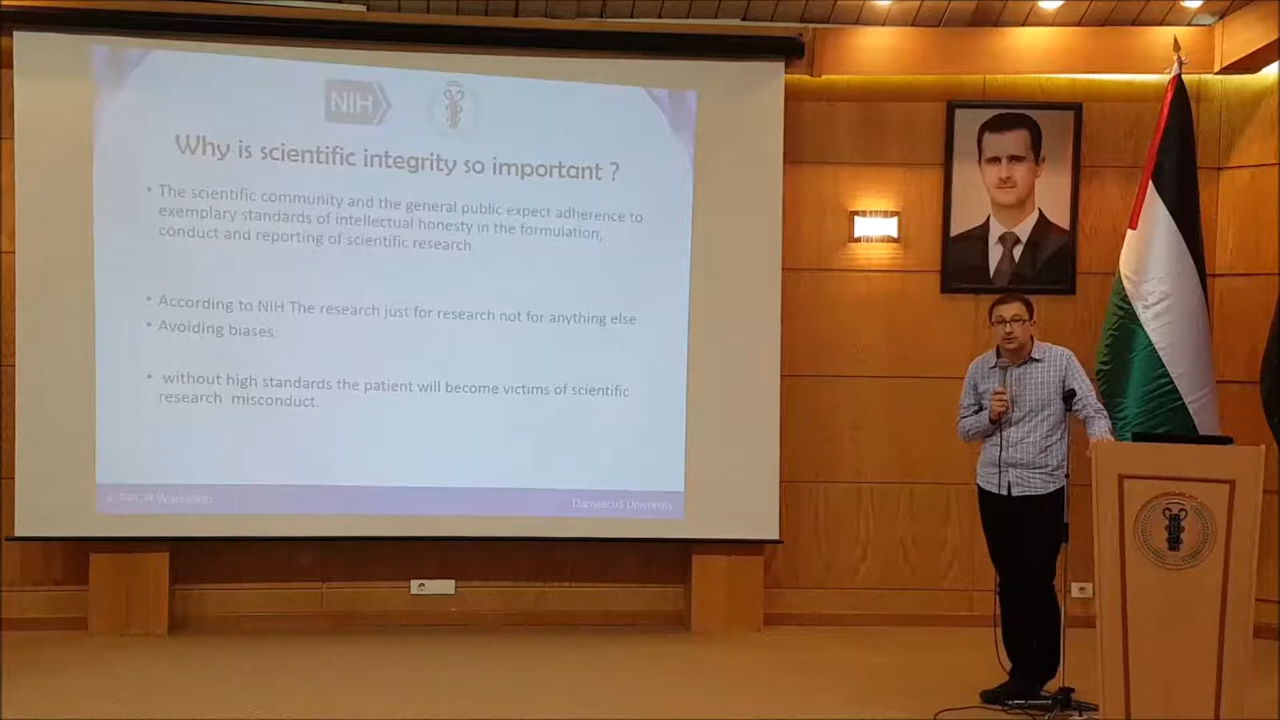 NIH
Why is scientific integrity so important ?
• The scientific community and the general public expect adherence to
exemplary standards of intellectual honesty in the formulation,
conduct and reporting of scientific research.
• According to NIH The research just for research not for anything else.
• Avoiding biases.
• without high standards the patient will become victims of scientific
research misconduct.
Workshop
Damascus University